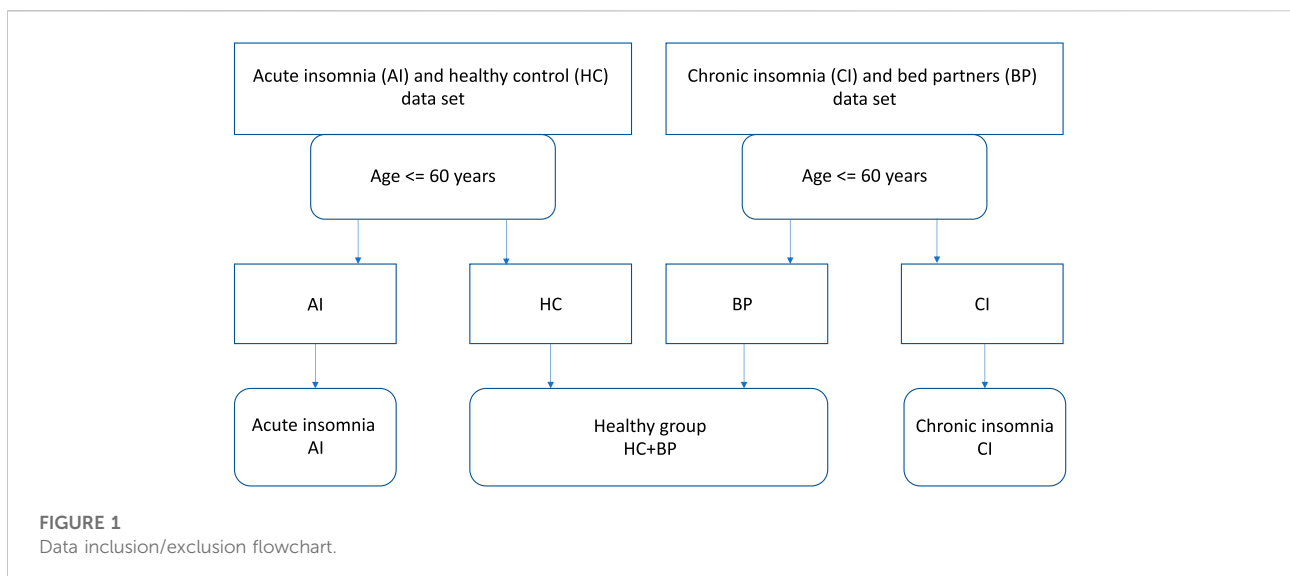 Acute insomnia (AI) and healthy control (HC)
data set
Chronic insomnia (CI) and bed partners (BP)
data set
Age <= 60 years
Age <= 60 years
AI
HC
BP
CI
Acute insomnia
AI
Healthy group
HC+BP
Chronic insomnia
CI
FIGURE 1
Data inclusion/exclusion flowchart.